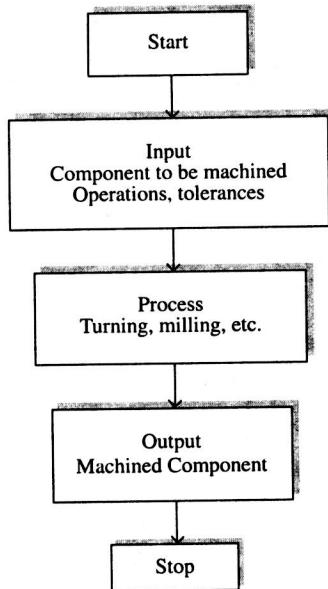 Start
Input
Component to be machined
Operations, tolerances
Process
Turning, milling, etc.
Output
Machined Component
Stop